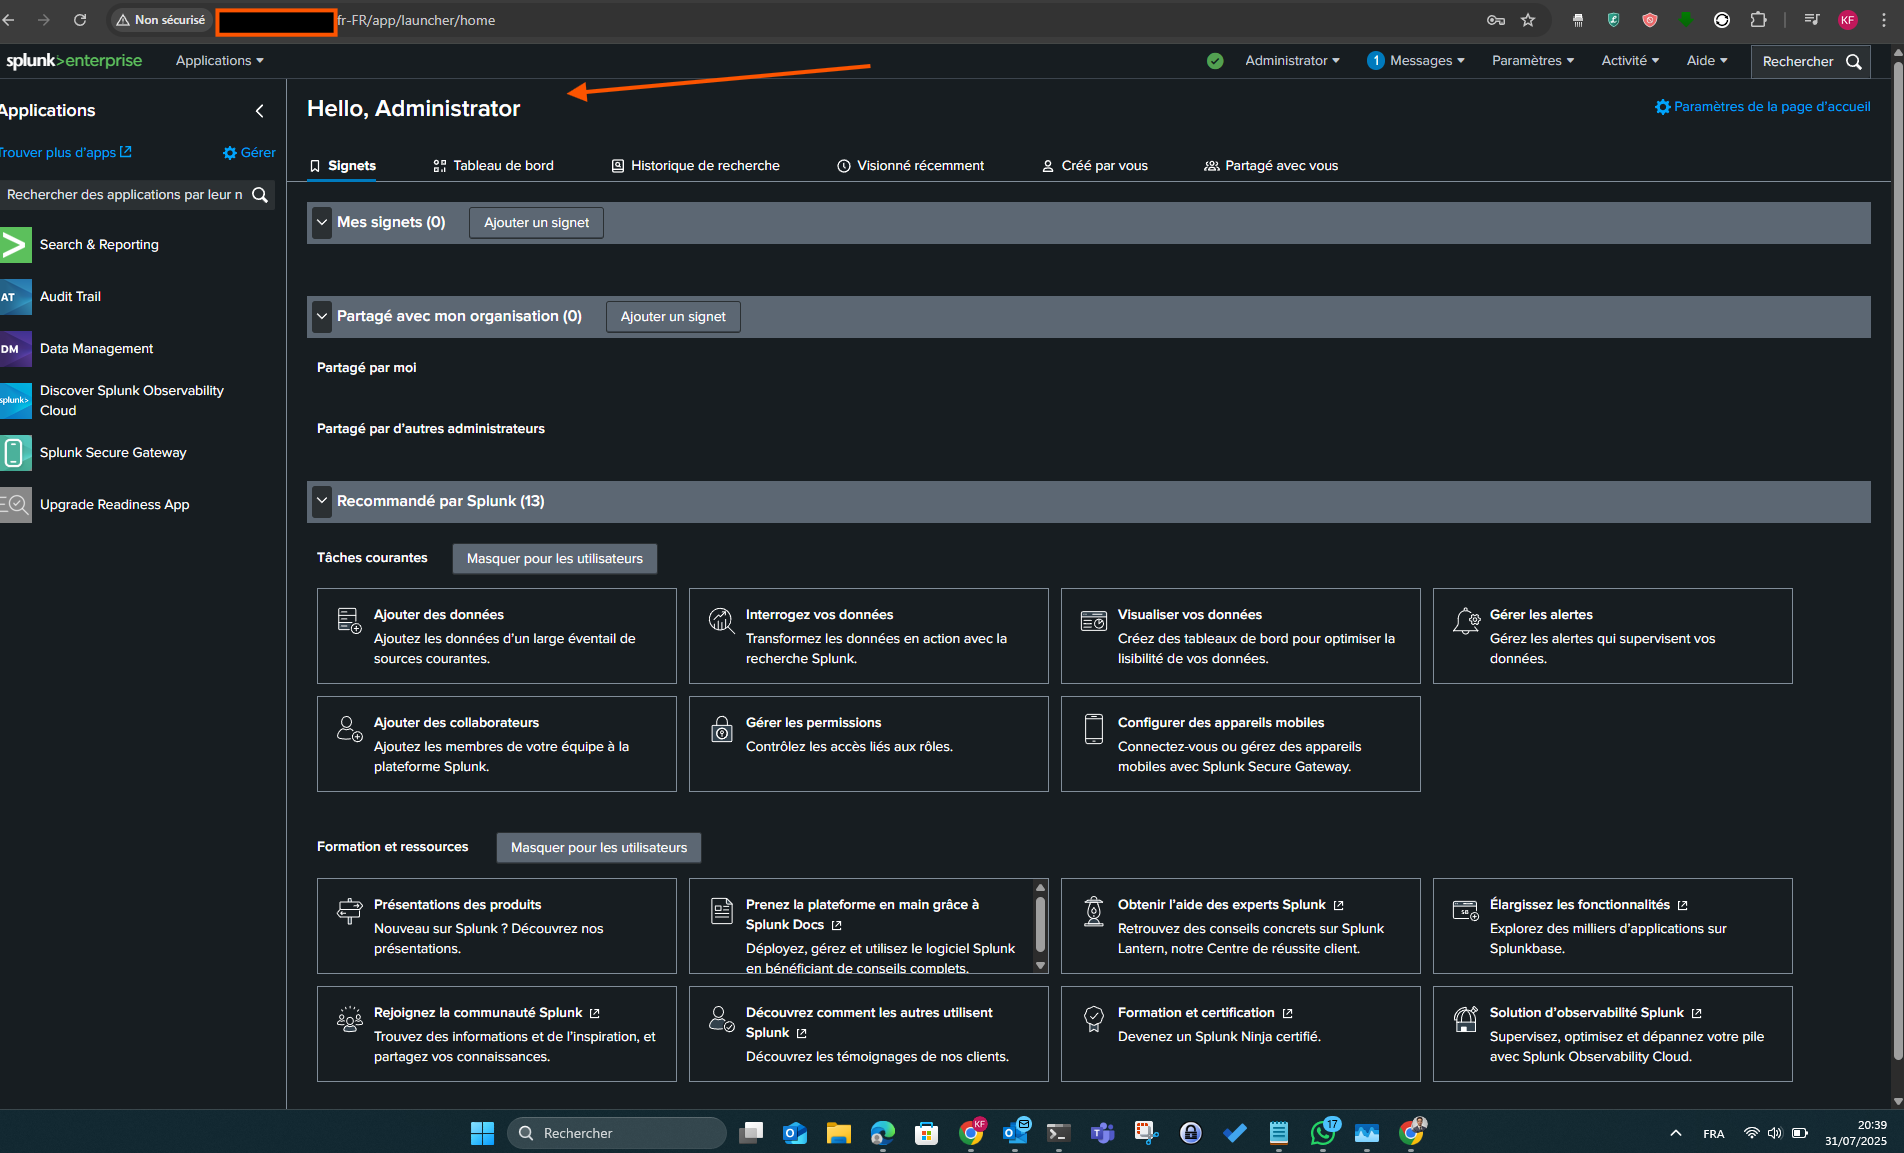 Non sécurisé
fr-FR/app/launcher/home
KF
splunk>enterprise
Applications
Administrator
1 Messages
Paramètres
Activité
Aide
Rechercher
Applications
Trouver plus d'apps
Gérer
Rechercher des applications par leur n
Search & Reporting
AT
Audit Trail
DM
Data Management
splunk>
Discover Splunk Observability
Cloud
Splunk Secure Gateway
Upgrade Readiness App
Hello, Administrator
Paramètres de la page d'accueil
Signets
Tableau de bord
Historique de recherche
Visionné récemment
Créé par vous
Partagé avec vous
Mes signets (0)
Ajouter un signet
Partagé avec mon organisation (0)
Ajouter un signet
Partagé par moi
Partagé par d'autres administrateurs
Recommandé par Splunk (13)
Tâches courantes
Masquer pour les utilisateurs
Ajouter des données
Ajoutez les données d'un large éventail de
sources courantes.
Interrogez vos données
Transformez les données en action avec la
recherche Splunk.
Visualiser vos données
Créez des tableaux de bord pour optimiser la
lisibilité de vos données.
Gérer les alertes
Gérez les alertes qui supervisent vos
données.
Ajouter des collaborateurs
Ajoutez les membres de votre équipe à la
plateforme Splunk.
Gérer les permissions
Contrôlez les accès liés aux rôles.
Configurer des appareils mobiles
Connectez-vous ou gérez des appareils
mobiles avec Splunk Secure Gateway.
Formation et ressources
Masquer pour les utilisateurs
Présentations des produits
Nouveau sur Splunk ? Découvrez nos
présentations.
Prenez la plateforme en main grâce à
Splunk Docs
Déployez, gérez et utilisez le logiciel Splunk
en bénéficiant de conseils complets.
Obtenir l'aide des experts Splunk
Retrouvez des conseils concrets sur Splunk
Lantern, notre Centre de réussite client.
Élargissez les fonctionnalités
Explorez des milliers d'applications sur
Splunkbase.
Rejoignez la communauté Splunk
Trouvez des informations et de l'inspiration, et
partagez vos connaissances.
Découvrez comment les autres utilisent
Splunk
Découvrez les témoignages de nos clients.
Formation et certification
Devenez un Splunk Ninja certifié.
Solution d'observabilité Splunk
Supervisez, optimisez et dépannez votre pile
avec Splunk Observability Cloud.
Rechercher
KF
17
FRA
20:39
31/07/2025